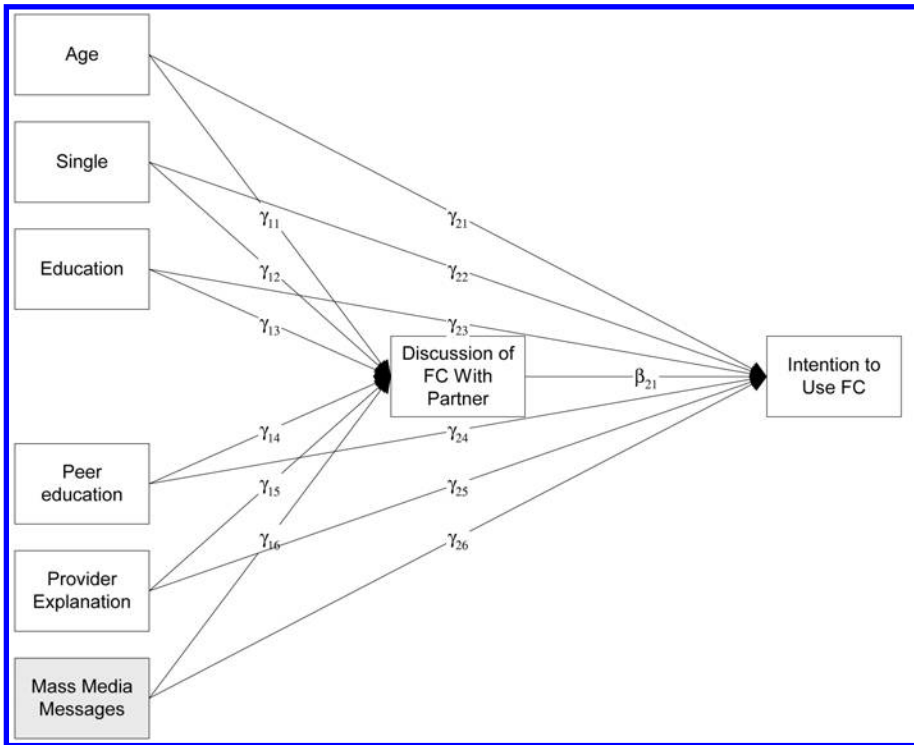 Age
Single
γ11
γ21
Education
γ12
γ22
γ13
γ23
Discussion of
FC With
Partner
β21
Intention to
Use FC
γ14
γ24
Peer
education
γ15
γ25
γ16
γ26
Provider
Explanation
Mass Media
Messages